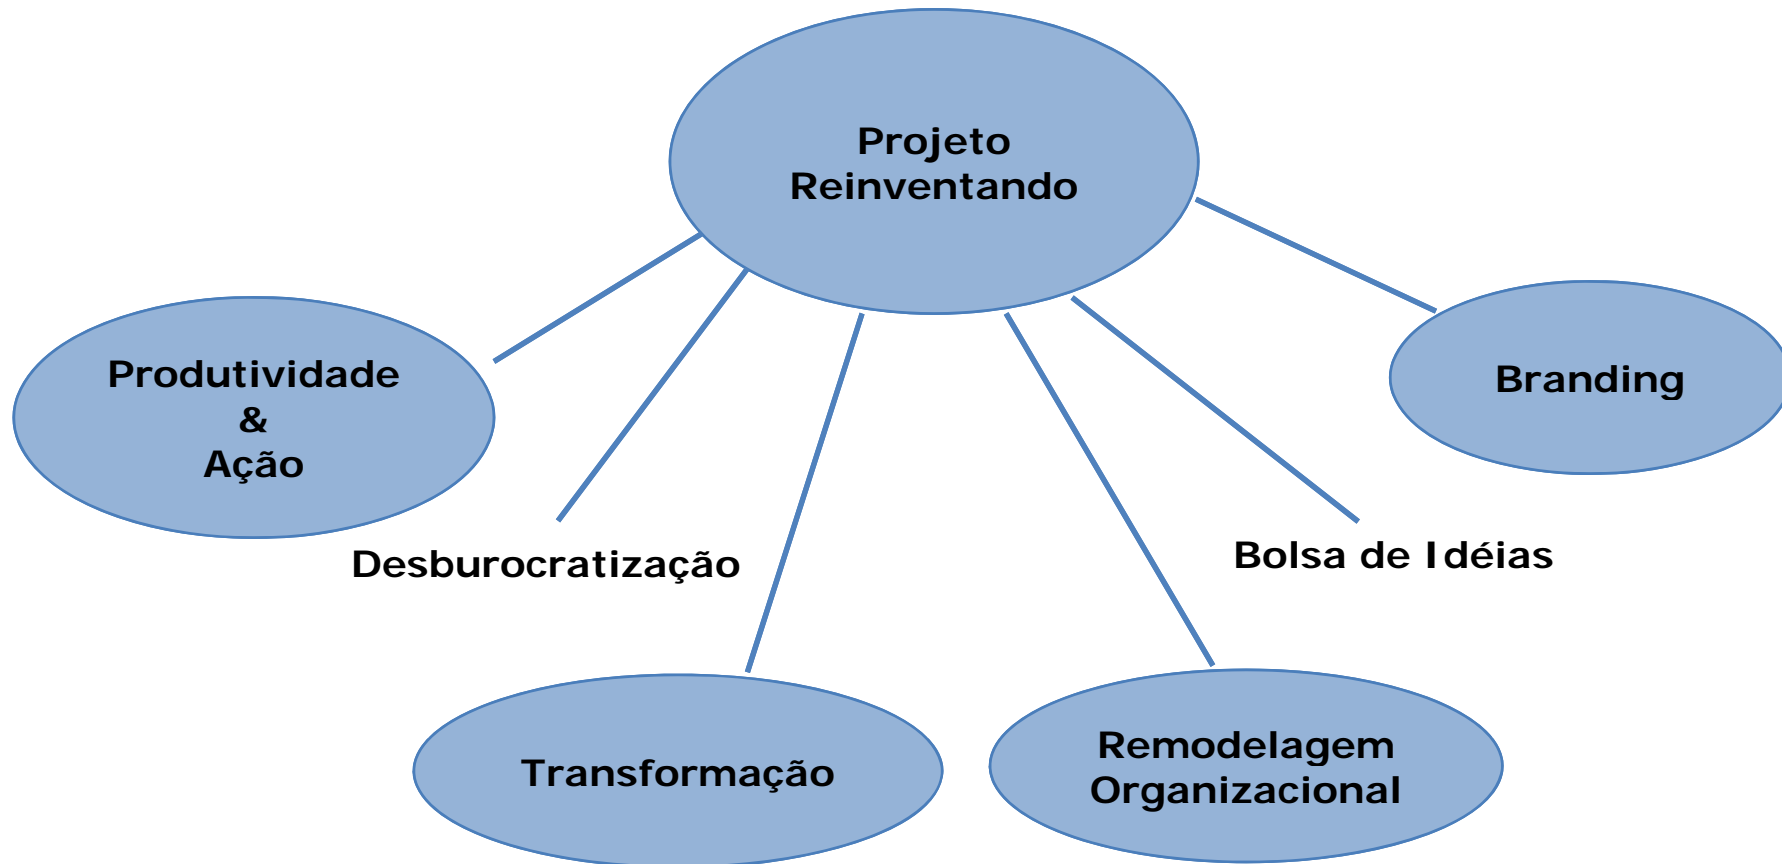 Projeto
Reinventando
Produtividade
&
Ação
Branding
Desburocratização
Bolsa de Idéias
Transformação
Remodelagem
Organizacional